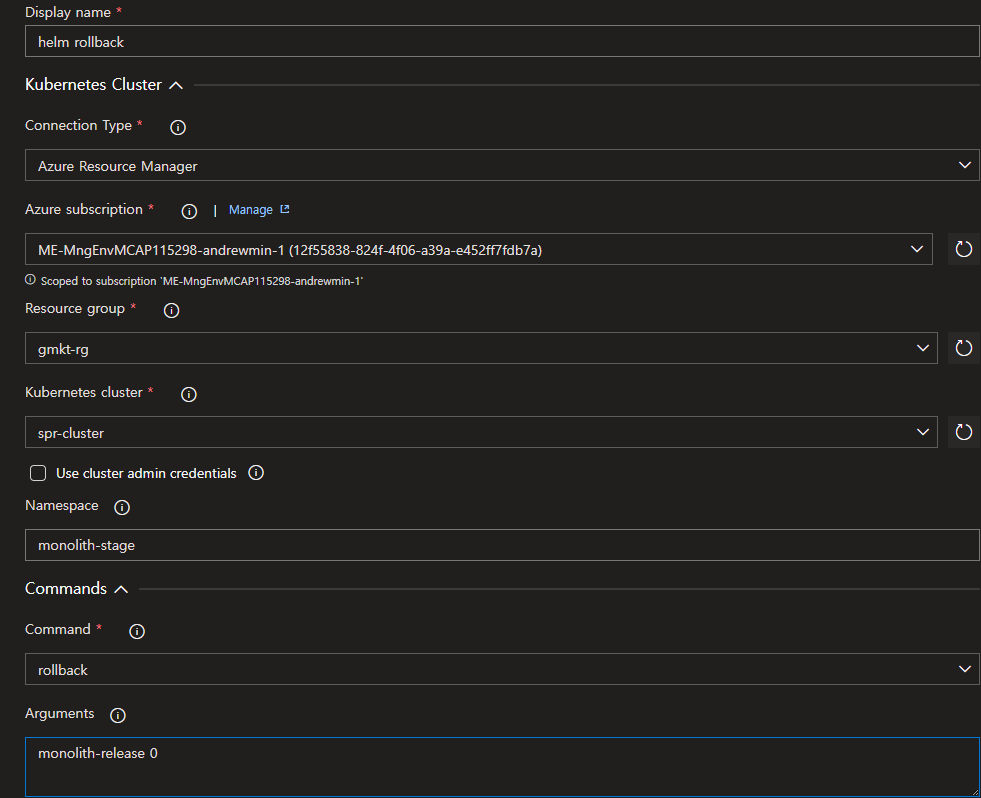 Display name *
helm rollback
Kubernetes Cluster
Connection Type *
Azure Resource Manager
Azure subscription * | Manage
ME-MngEnvMCAP115298-andrewmin-1 (12f55838-824f-4f06-a39a-e452ff7fdb7a)
Scoped to subscription 'ME-MngEnvMCAP115298-andrewmin-1'
Resource group *
gmkt-rg
Kubernetes cluster *
spr-cluster
Use cluster admin credentials
Namespace
monolith-stage
Commands
Command *
rollback
Arguments
monolith-release 0